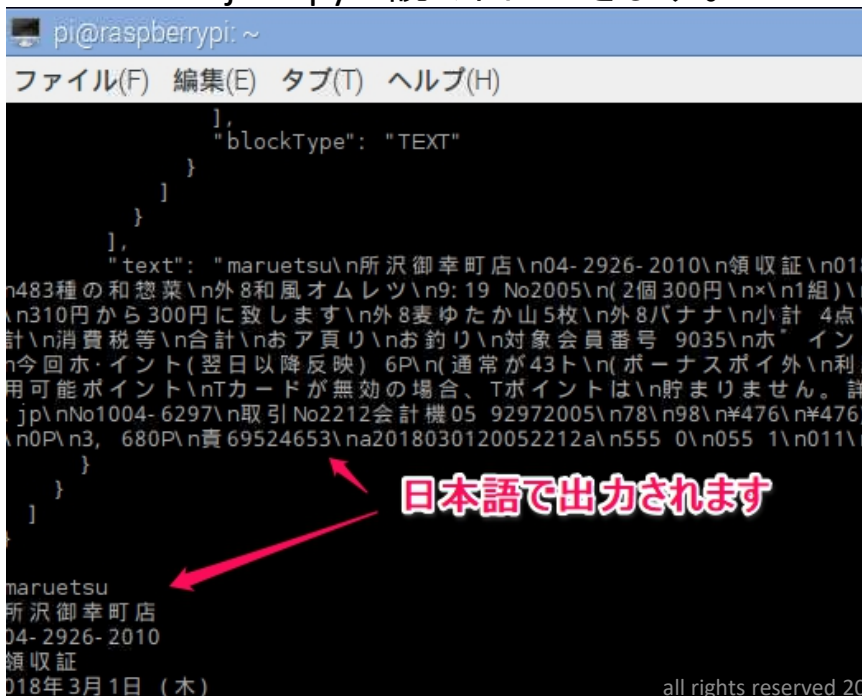 pi@raspberrypi: ~
ファイル(F) 編集(E) タブ(T) ヘルプ(H)
],
"blockType": "TEXT"
}
]
}
],
"text": "maruetsu\n所沢御幸町店\n04-2926-2010\n領収証\n01
n483種の和惣菜\n外8和風オムレツ\n9:19 No2005\n(2個300円\n×\n1組)\
\n310円から300円に致します\n外8麦ゆたか山5枚\n外8バナナ\n小計 4点
計\n消費税等\n合計\nおア頁り\nお釣り\n対象会員番号 9035\nホ゛イン
n今回ホ·イント(翌日以降反映) 6P\n(通常が43ト\n(ボーナスポイ外\n利
用可能ポイント\nTカードが無効の場合、Tポイントは\n貯まりません。詳
.jp\nNo1004-6297\n取引No2212会計機05 92972005\n78\n98\n¥476\n¥476
\n0P\n3, 680P\n責69524653\na2018030120052212a\n555 0\n055 1\n011\
}
}
]
}
日本語で出力されます
maruetsu
所沢御幸町店
04-2926-2010
領収証
018年3月1日 (木)
all rights reserved 20